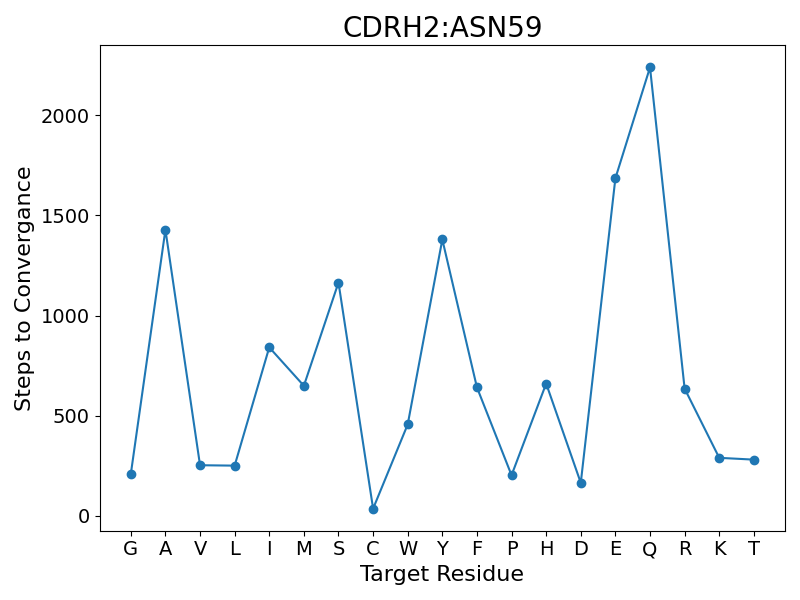 CDRH2:ASN59
Steps to Convergance
2000
1500
1000
500
0
G A V L I M S C W Y F P H D E Q R K T
Target Residue